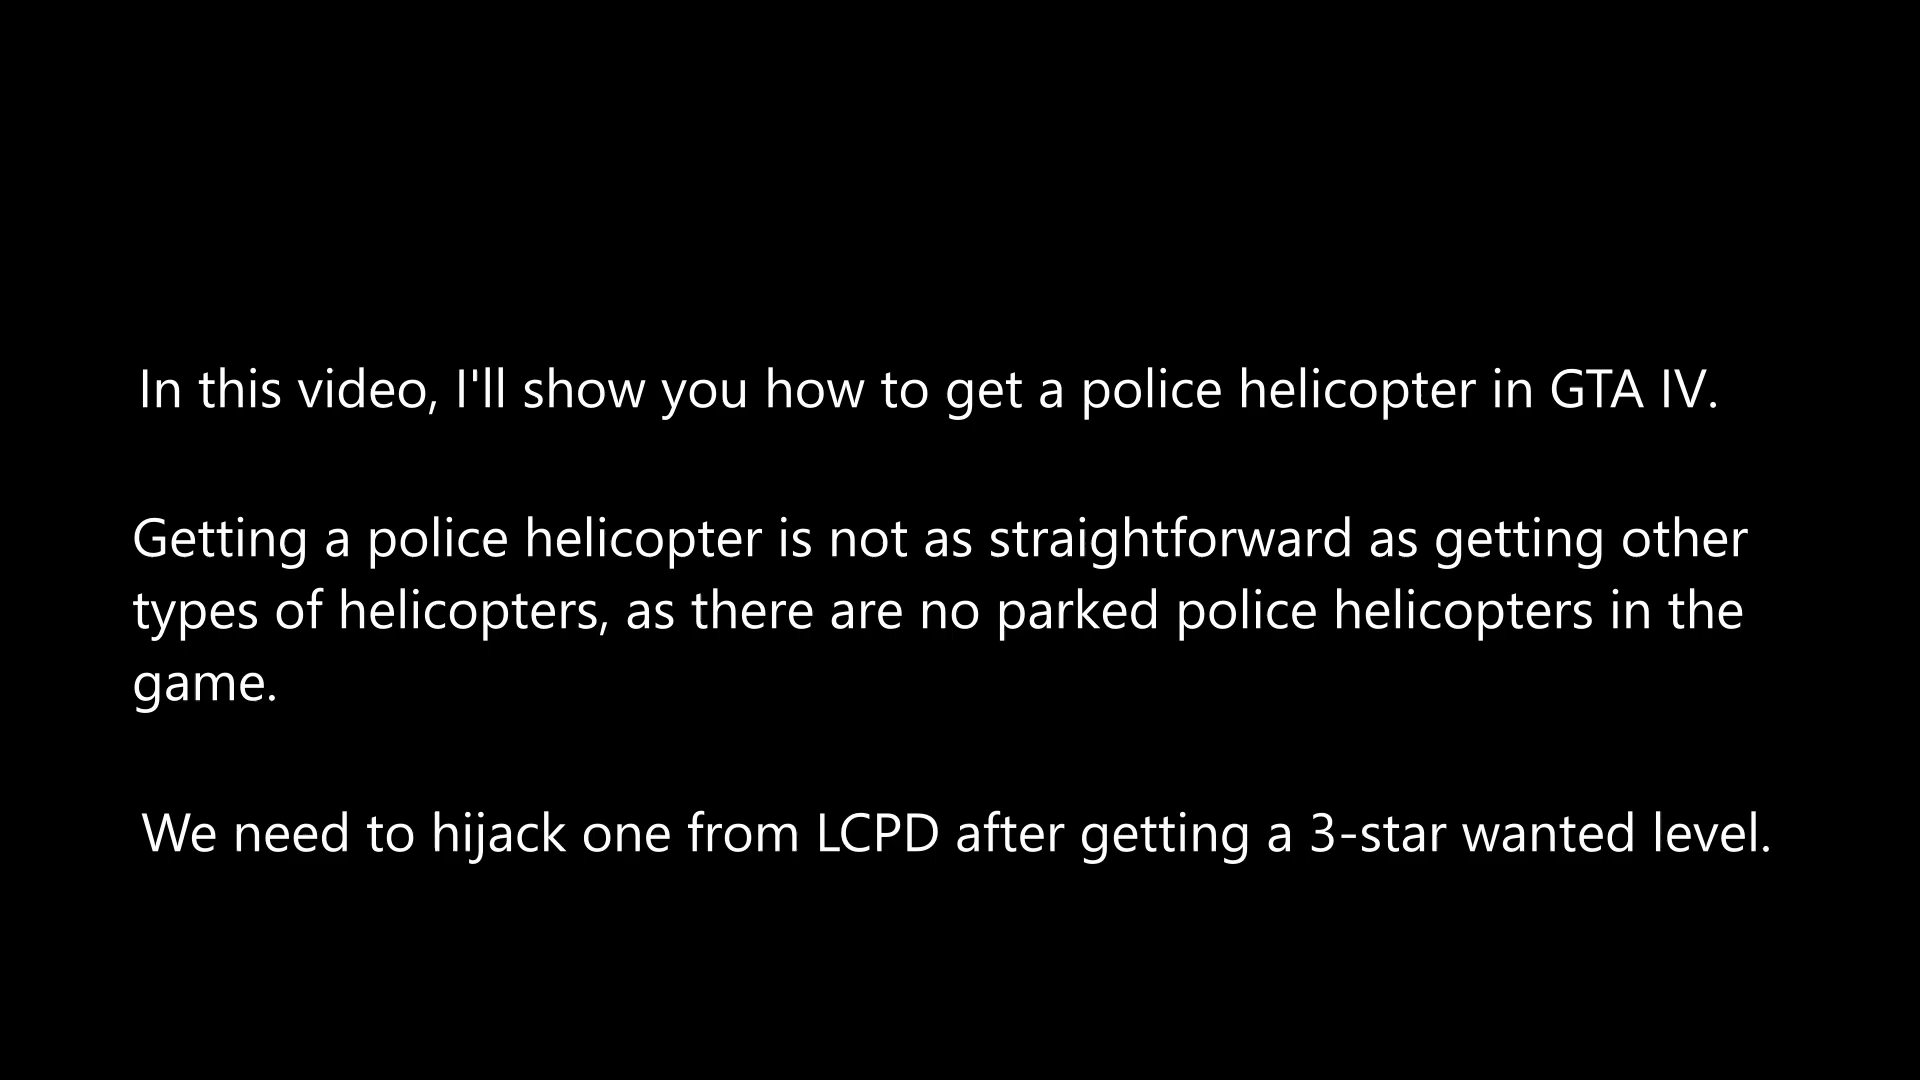 In this video, I'll show you how to get a police helicopter in GTA IV.
Getting a police helicopter is not as straightforward as getting other
types of helicopters, as there are no parked police helicopters in the
game.
We need to hijack one from LCPD after getting a 3-star wanted level.